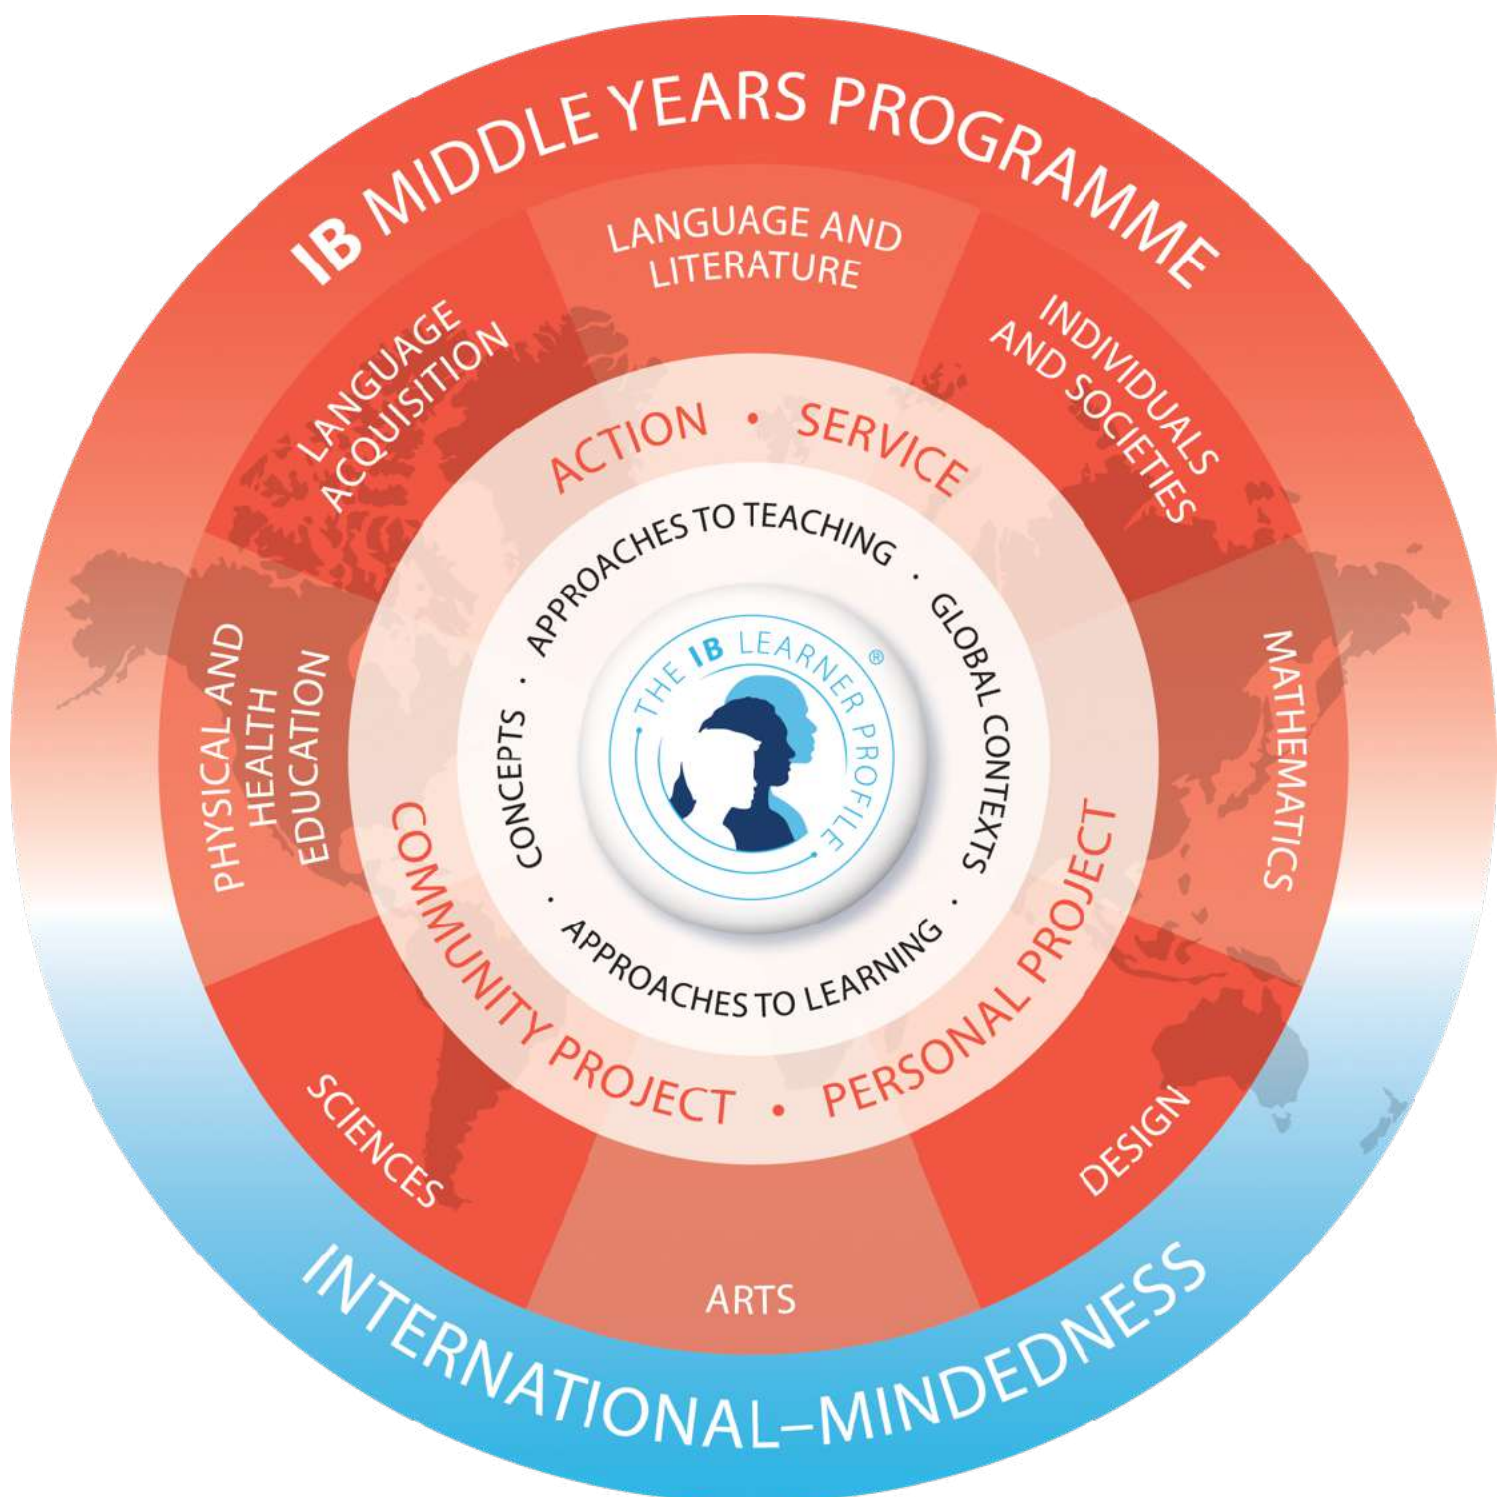 IB MIDDLE YEARS PROGRAMME
LANGUAGE AND
LITERATURE
INDIVIDUALS
AND SOCIETIES
MATHEMATICS
DESIGN
ARTS
SCIENCES
PHYSICAL AND
HEALTH
EDUCATION
LANGUAGE
ACQUISITION
ACTION • SERVICE
COMMUNITY PROJECT • PERSONAL PROJECT
APPROACHES TO TEACHING · GLOBAL CONTEXTS · APPROACHES TO LEARNING · CONCEPTS ·
THE IB LEARNER PROFILE ®
INTERNATIONAL–MINDEDNESS